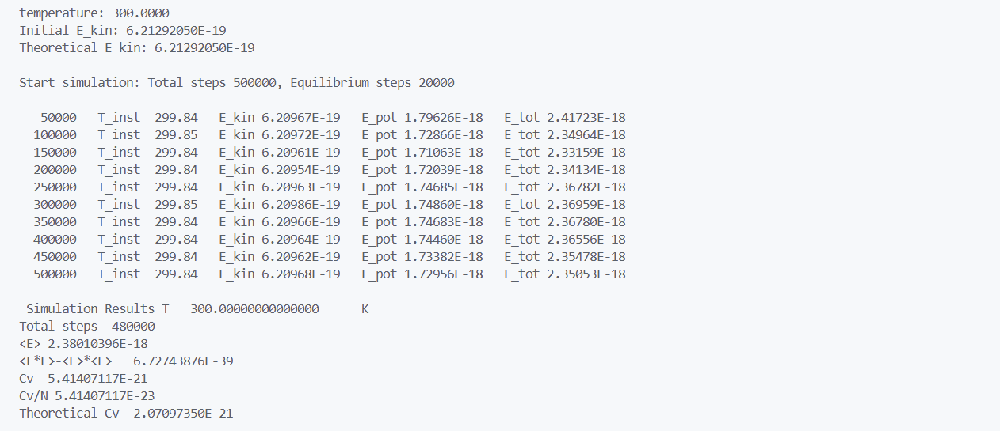 temperature: 300.0000
Initial E_kin: 6.21292050E-19
Theoretical E_kin: 6.21292050E-19
Start simulation: Total steps 500000, Equilibrium steps 20000
50000 T_inst 299.84 E_kin 6.20967E-19 E_pot 1.79626E-18 E_tot 2.41723E-18
100000 T_inst 299.85 E_kin 6.20972E-19 E_pot 1.72866E-18 E_tot 2.34964E-18
150000 T_inst 299.84 E_kin 6.20961E-19 E_pot 1.71063E-18 E_tot 2.33159E-18
200000 T_inst 299.84 E_kin 6.20954E-19 E_pot 1.72039E-18 E_tot 2.34134E-18
250000 T_inst 299.84 E_kin 6.20963E-19 E_pot 1.74685E-18 E_tot 2.36782E-18
300000 T_inst 299.85 E_kin 6.20986E-19 E_pot 1.74860E-18 E_tot 2.36959E-18
350000 T_inst 299.84 E_kin 6.20966E-19 E_pot 1.74683E-18 E_tot 2.36780E-18
400000 T_inst 299.84 E_kin 6.20964E-19 E_pot 1.74460E-18 E_tot 2.36556E-18
450000 T_inst 299.84 E_kin 6.20962E-19 E_pot 1.73382E-18 E_tot 2.35478E-18
500000 T_inst 299.84 E_kin 6.20968E-19 E_pot 1.72956E-18 E_tot 2.35053E-18
Simulation Results T 300.00000000000000 K
Total steps 480000
<E> 2.38010396E-18
<E*E>-<E>*<E> 6.72743876E-39
Cv 5.41407117E-21
Cv/N 5.41407117E-23
Theoretical Cv 2.07097350E-21